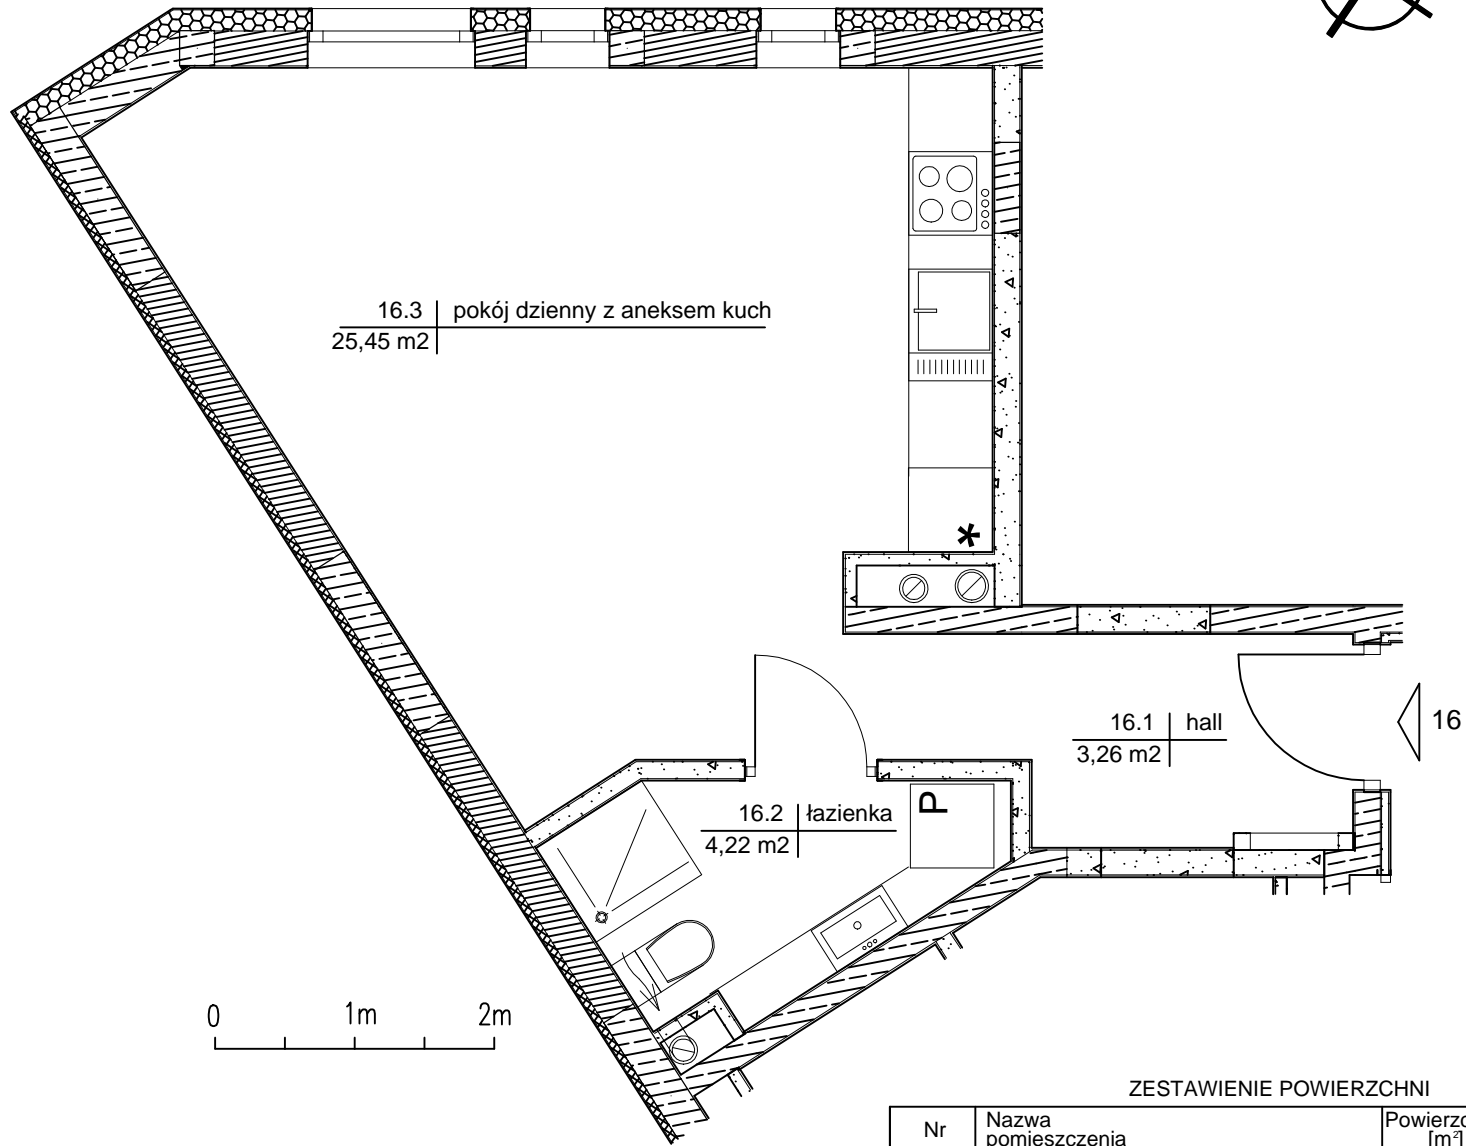 16.3 pokój dzienny z aneksem kuch
25,45 m2
*
16.1 hall
3,26 m2
16
P
16.2 łazienka
4,22 m2
0 1m 2m
ZESTAWIENIE POWIERZCHNI
Nr
Nazwa
pomieszczenia
[m²]